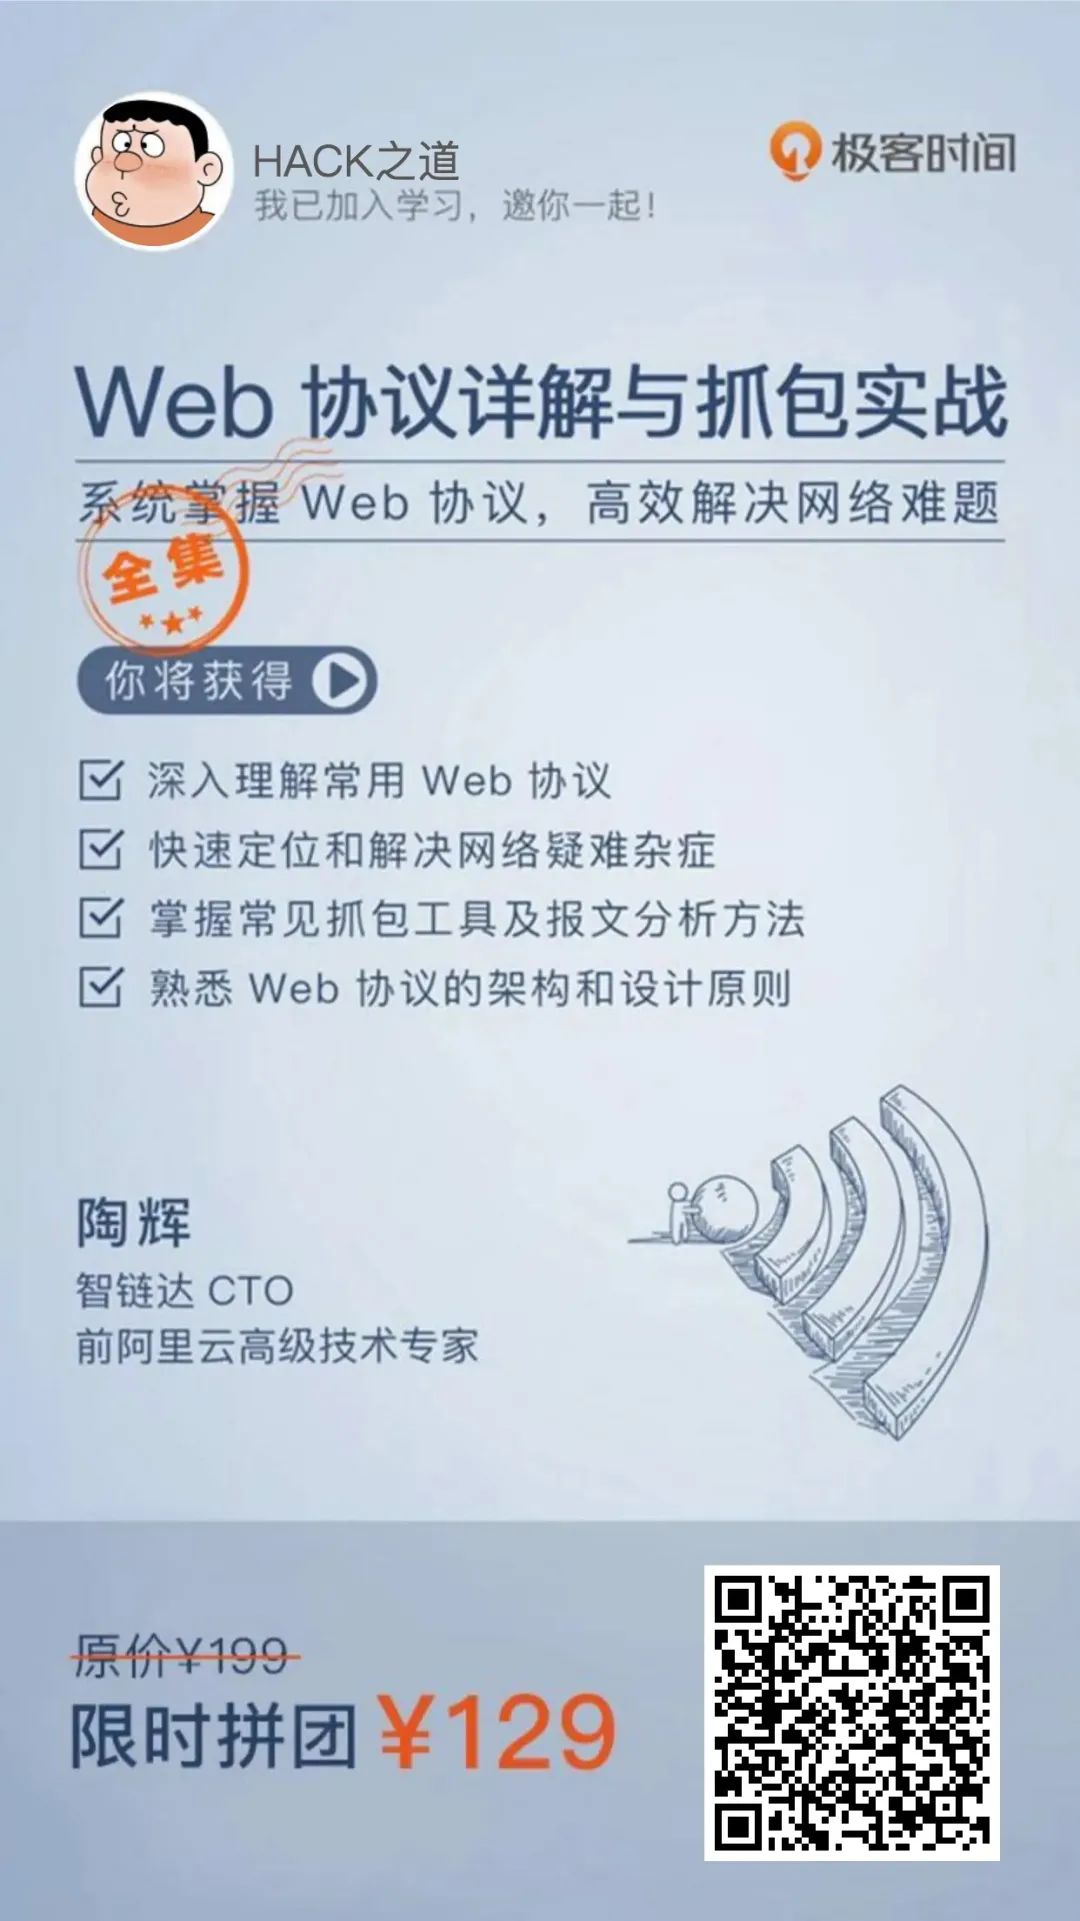 HACK之道
我已加入学习，邀你一起！
极客时间
Web 协议详解与抓包实战
系统掌握 Web 协议，高效解决网络难题
全集
你将获得
深入理解常用 Web 协议
快速定位和解决网络疑难杂症
掌握常见抓包工具及报文分析方法
熟悉 Web 协议的架构和设计原则
陶辉
智链达 CTO
前阿里云高级技术专家
原价¥199
限时拼团 ¥129